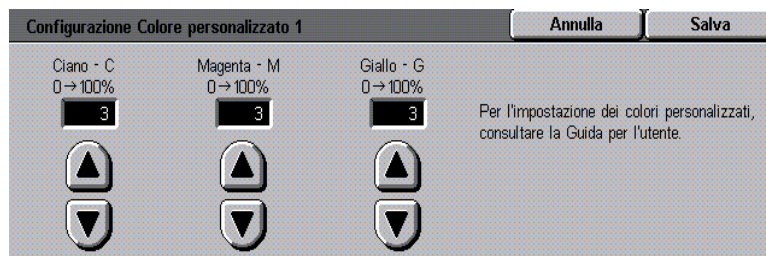 Configurazione Colore personalizzato 1
Annulla
Salva
Ciano - C
0→100%
3
Magenta - M
0→100%
3
Giallo - G
0→100%
3
Per l'impostazione dei colori personalizzati,
consultare la Guida per l'utente.